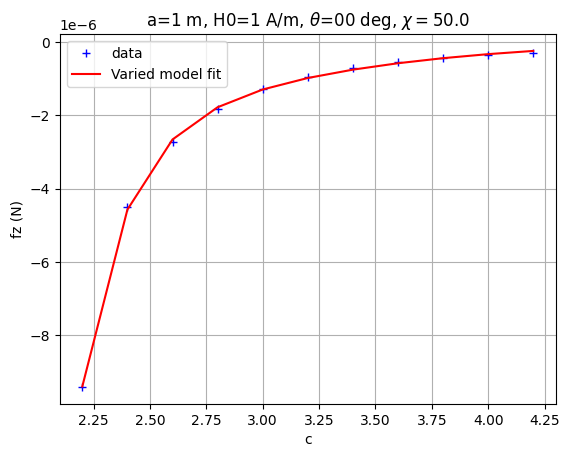 a=1 m, H0=1 A/m, θ=00 deg, χ = 50.0
1e−6
data
Varied model fit
0
−2
−4
−6
−8
fz (N)
2.25 2.50 2.75 3.00 3.25 3.50 3.75 4.00 4.25
c